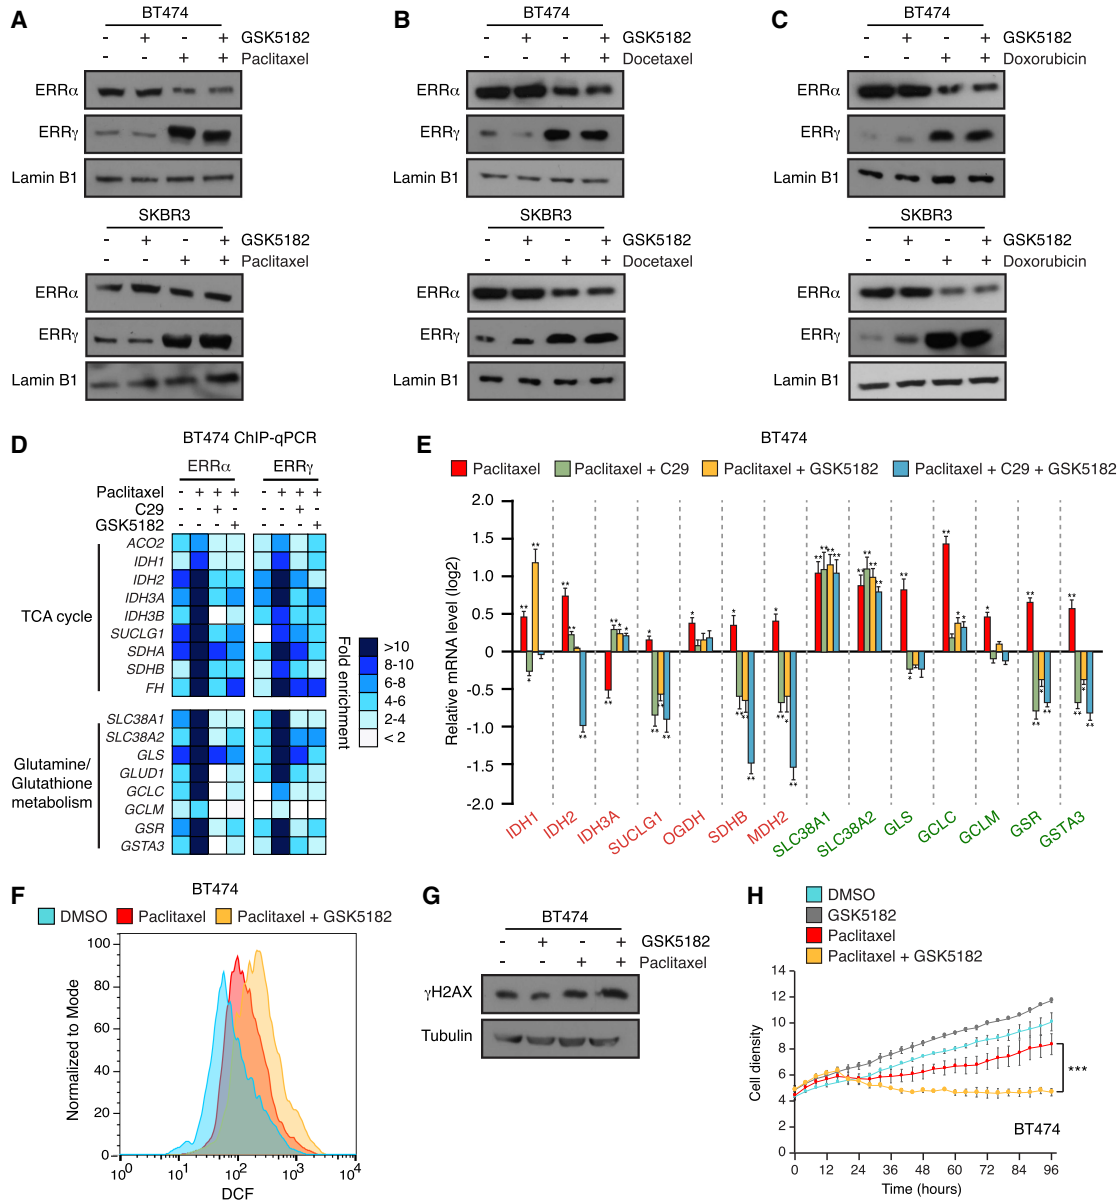 A
BT474
- + - + GSK5182
- - + + Paclitaxel
ERRα
ERRγ
Lamin B1
SKBR3
- + - + GSK5182
- - + + Paclitaxel
ERRα
ERRγ
Lamin B1
B
BT474
- + - + GSK5182
- - + + Docetaxel
ERRα
ERRγ
Lamin B1
SKBR3
- + - + GSK5182
- - + + Docetaxel
ERRα
ERRγ
Lamin B1
C
BT474
- + - + GSK5182
- - + + Doxorubicin
ERRα
ERRγ
Lamin B1
SKBR3
- + - + GSK5182
- - + + Doxorubicin
ERRα
ERRγ
Lamin B1
D
BT474 ChIP-qPCR
ERRα ERRγ
Paclitaxel - + + + - + + +
C29 - - + - - - + -
GSK5182 - - - + - - - +
TCA cycle
ACO2
IDH1
IDH2
IDH3A
IDH3B
SUCLG1
SDHA
SDHB
FH
Glutamine/
Glutathione
metabolism
SLC38A1
SLC38A2
GLS
GLUD1
GCLC
GCLM
GSR
GSTA3
Fold enrichment
>10
8-10
6-8
4-6
2-4
< 2
E
BT474
Paclitaxel Paclitaxel + C29 Paclitaxel + GSK5182 Paclitaxel + C29 + GSK5182
Relative mRNA level (log2)
2.0
1.5
1.0
0.5
0
-0.5
-1.0
-1.5
-2.0
IDH1 IDH2 IDH3A SUCLG1 OGDH SDHB MDH2 SLC38A1 SLC38A2 GLS GCLC GCLM GSR GSTA3
F
BT474
DMSO Paclitaxel Paclitaxel + GSK5182
Normalized to Mode
100
80
60
40
20
0
10⁰ 10¹ 10² 10³ 10⁴
DCF
G
BT474
- + - + GSK5182
- - + + Paclitaxel
γH2AX
Tubulin
H
DMSO
GSK5182
Paclitaxel
Paclitaxel + GSK5182
Cell diensity
14
12
10
8
6
4
2
0
***
BT474
0 12 24 36 48 60 72 84 96
Time (hours)